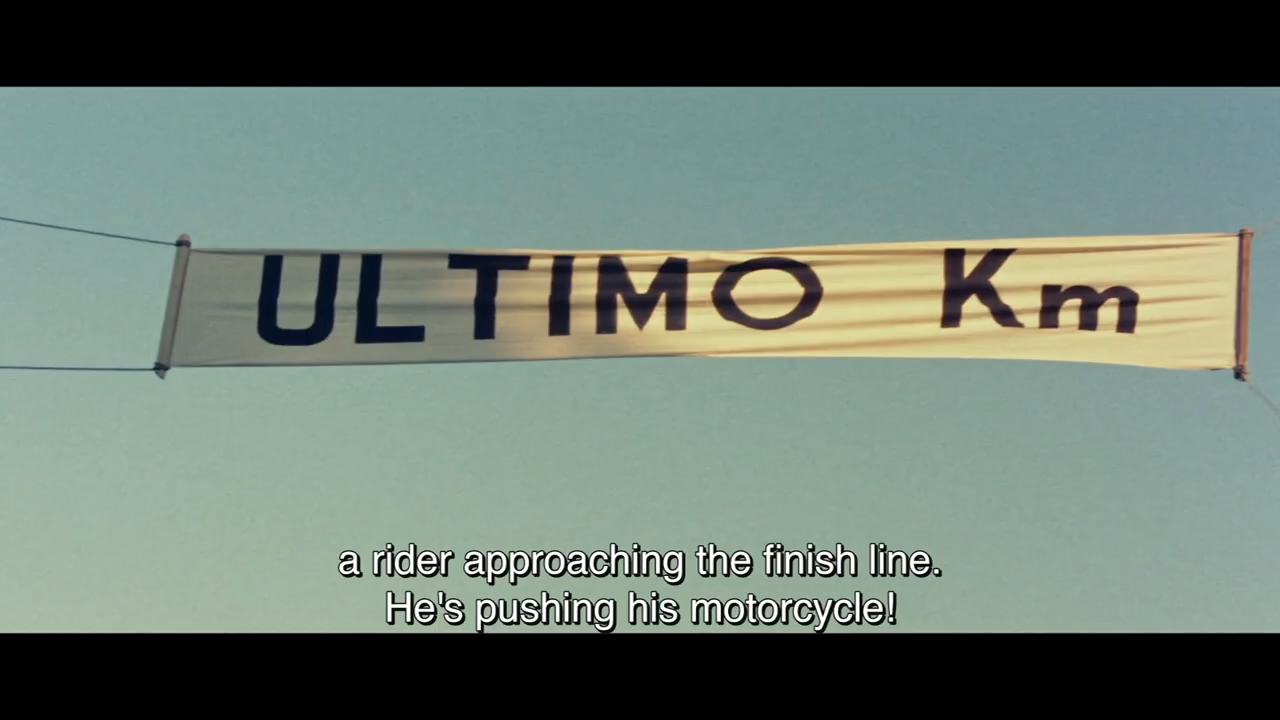 ULTIMO Km
a rider approaching the finish line.
He's pushing his motorcycle!